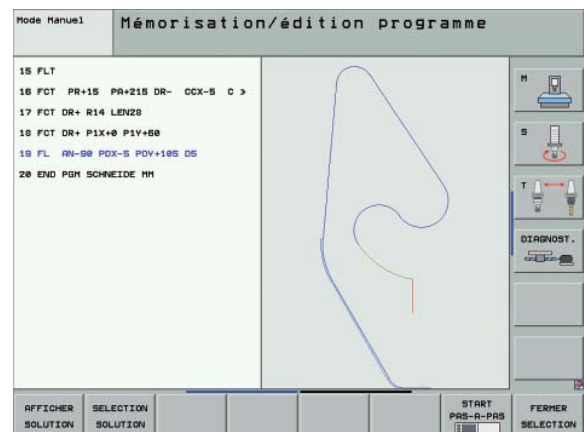 Mode Manuel
Mémorisation/édition programme
15 FLT
16 FCT PR+15 PA+215 DR- CCX-5 C »
17 FCT DR+ R14 LEN28
18 FCT DR+ P1X+0 P1Y+60
19 FL AN-90 PDX-5 PDY+105 D5
20 END PGM SCHNEIDE MM
M
S
T
DIAGNOST.
AFFICHER
SOLUTION
SELECTION
SOLUTION
START
PAS-A-PAS
FERMER
SELECTION